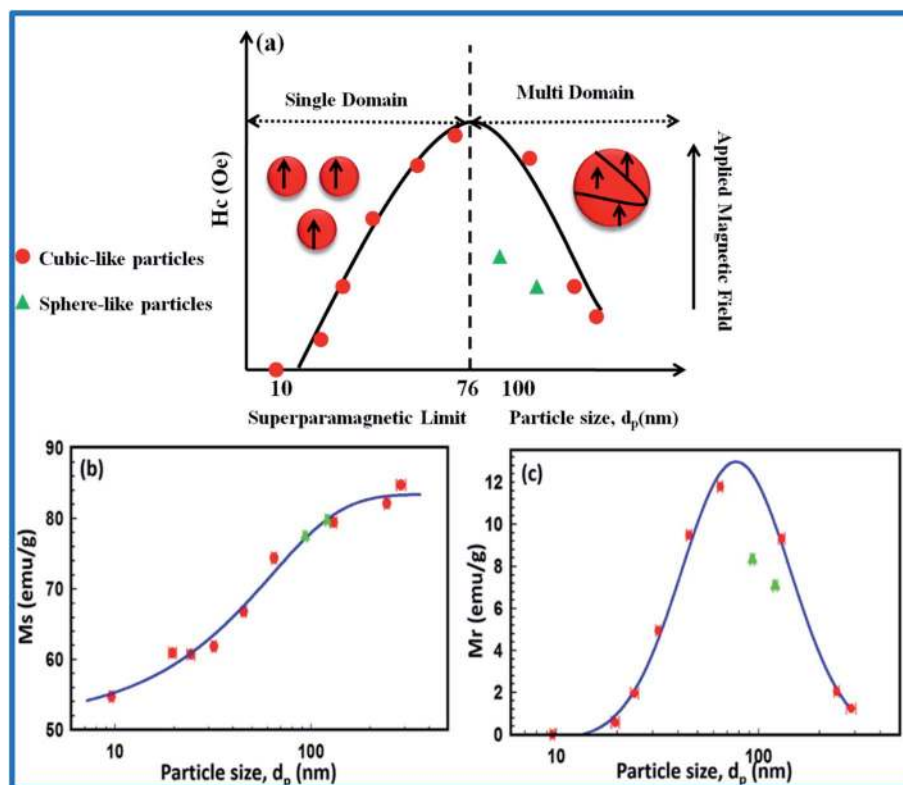 (a)
Single Domain
Multi Domain
Hc (Oe)
Applied Magnetic Field
Cubic-like particles
Sphere-like particles
10
76
100
Superparamagnetic Limit
Particle size, dp(nm)
(b)
Ms (emu/g)
90
80
70
60
50
10
100
Particle size, dp (nm)
(c)
Mr (emu/g)
12
10
8
6
4
2
0
10
100
Particle size, dp (nm)